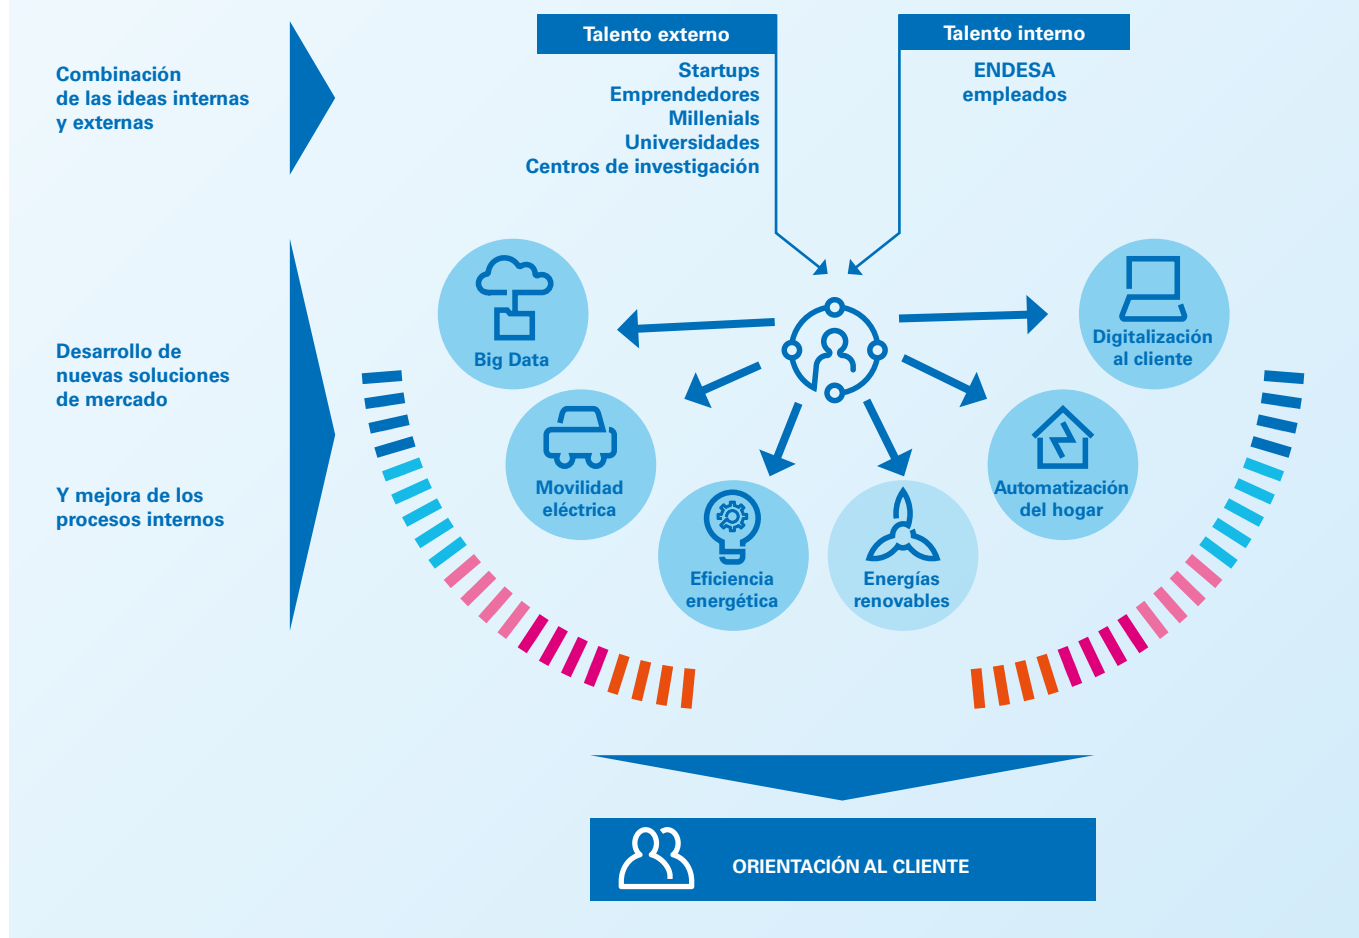 Combinación
de las ideas internas
y externas
Talento externo
Startups
Emprendedores
Millenials
Universidades
Centros de investigación
Talento interno
ENDESA
empleados
Desarrollo de
nuevas soluciones
de mercado
Y mejora de los
procesos internos
Big Data
Movilidad
eléctrica
Eficiencia
energética
Energías
renovables
Automatización
del hogar
Digitalización
al cliente
ORIENTACIÓN AL CLIENTE